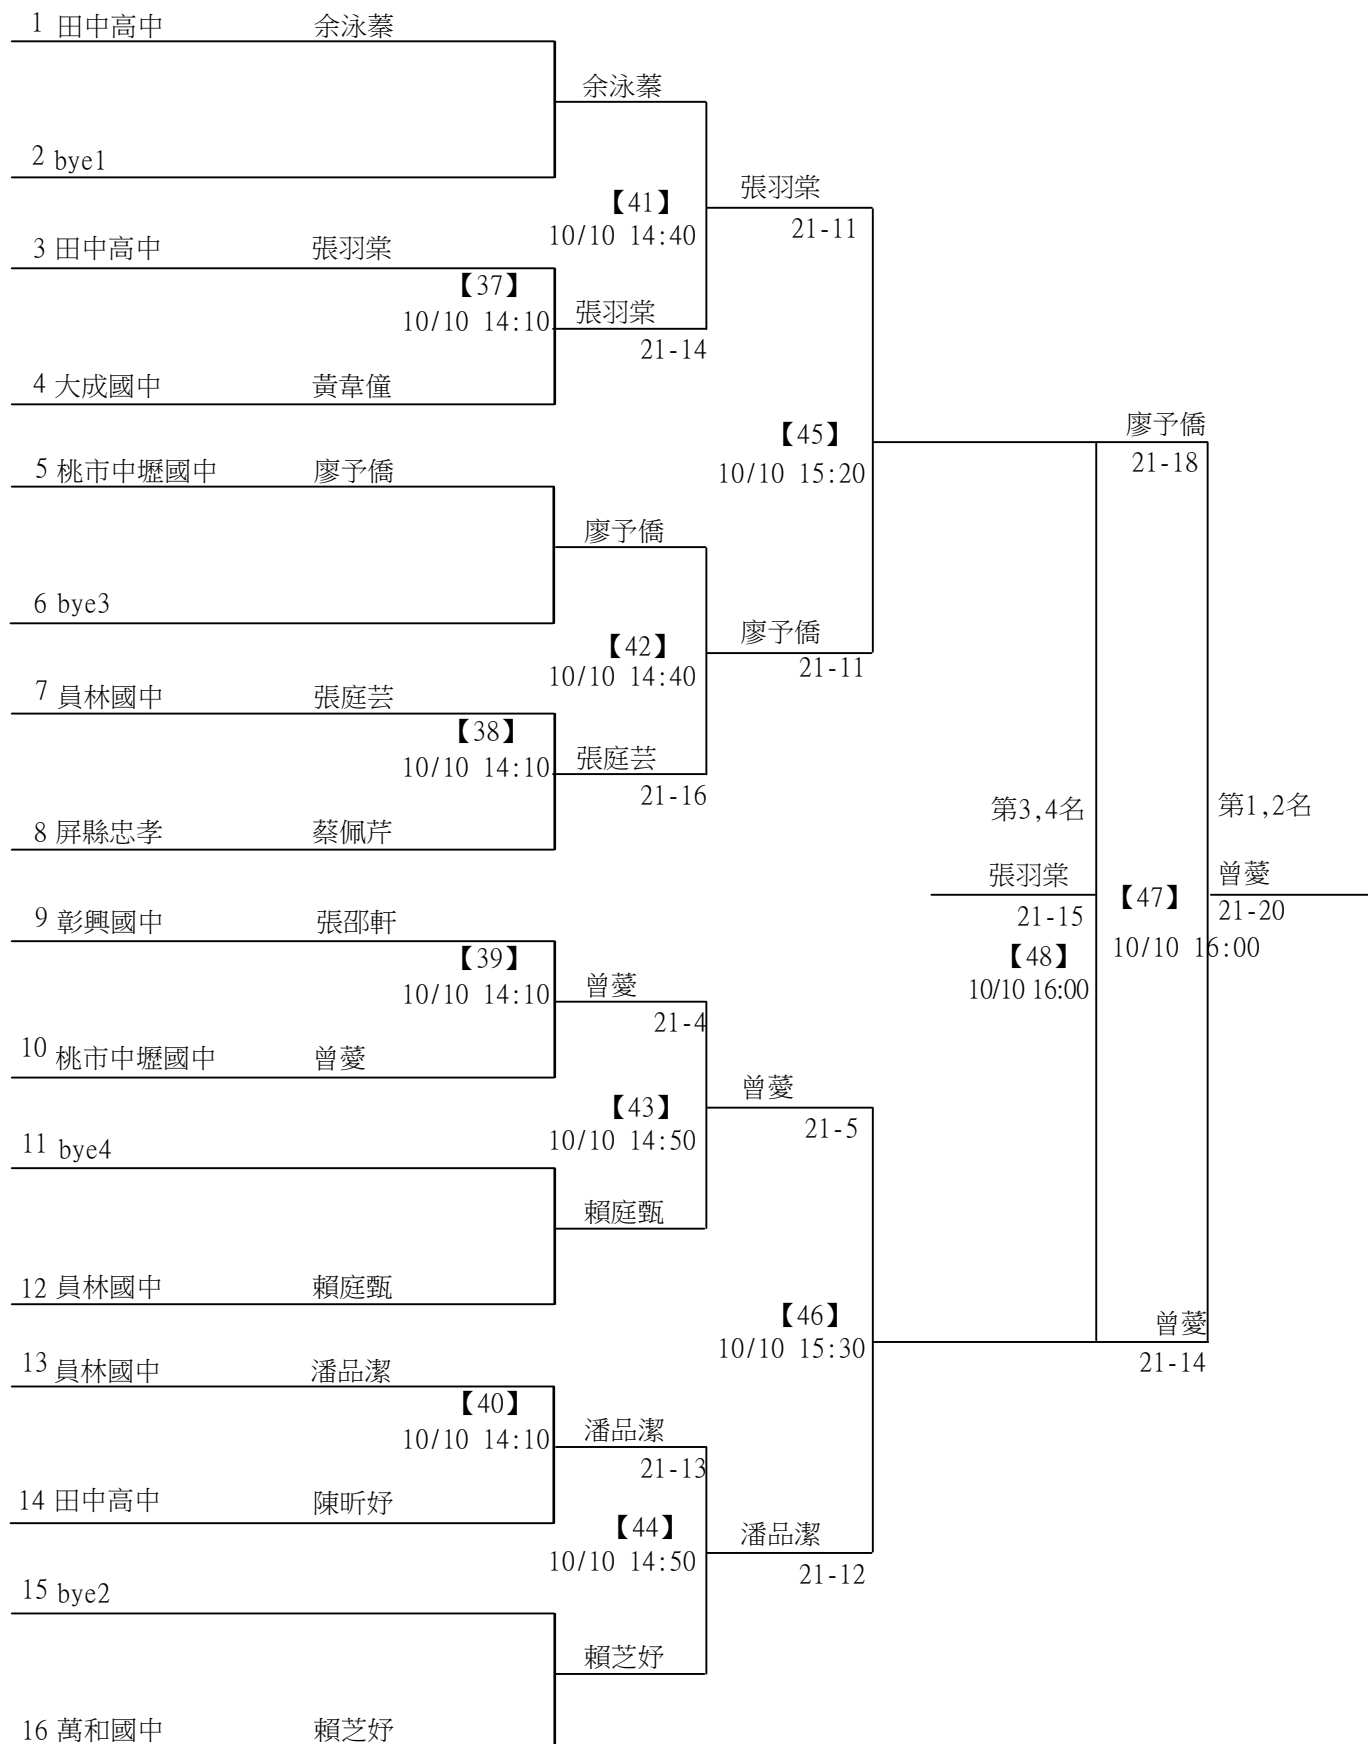 1 田中高中 余泳蓁
余泳蓁
2 bye1
【41】
10/10 14:40
張羽棠
21-11
3 田中高中 張羽棠
【37】
10/10 14:10
張羽棠
21-14
4 大成國中 黃韋僮
【45】
10/10 15:20
廖予僑
21-18
5 桃市中壢國中 廖予僑
廖予僑
6 bye3
【42】
10/10 14:40
廖予僑
21-11
7 員林國中 張庭芸
【38】
10/10 14:10
張庭芸
21-16
8 屏縣忠孝 蔡佩芹
第3,4名
第1,2名
張羽棠
21-15
【48】
10/10 16:00
【47】
10/10 16:00
曾薆
21-20
9 彰興國中 張邵軒
【39】
10/10 14:10
曾薆
21-4
10 桃市中壢國中 曾薆
【43】
10/10 14:50
曾薆
21-5
11 bye4
賴庭甄
12 員林國中 賴庭甄
【46】
10/10 15:30
曾薆
21-14
13 員林國中 潘品潔
【40】
10/10 14:10
潘品潔
21-13
14 田中高中 陳昕妤
【44】
10/10 14:50
潘品潔
21-12
15 bye2
賴芝妤
16 萬和國中 賴芝妤